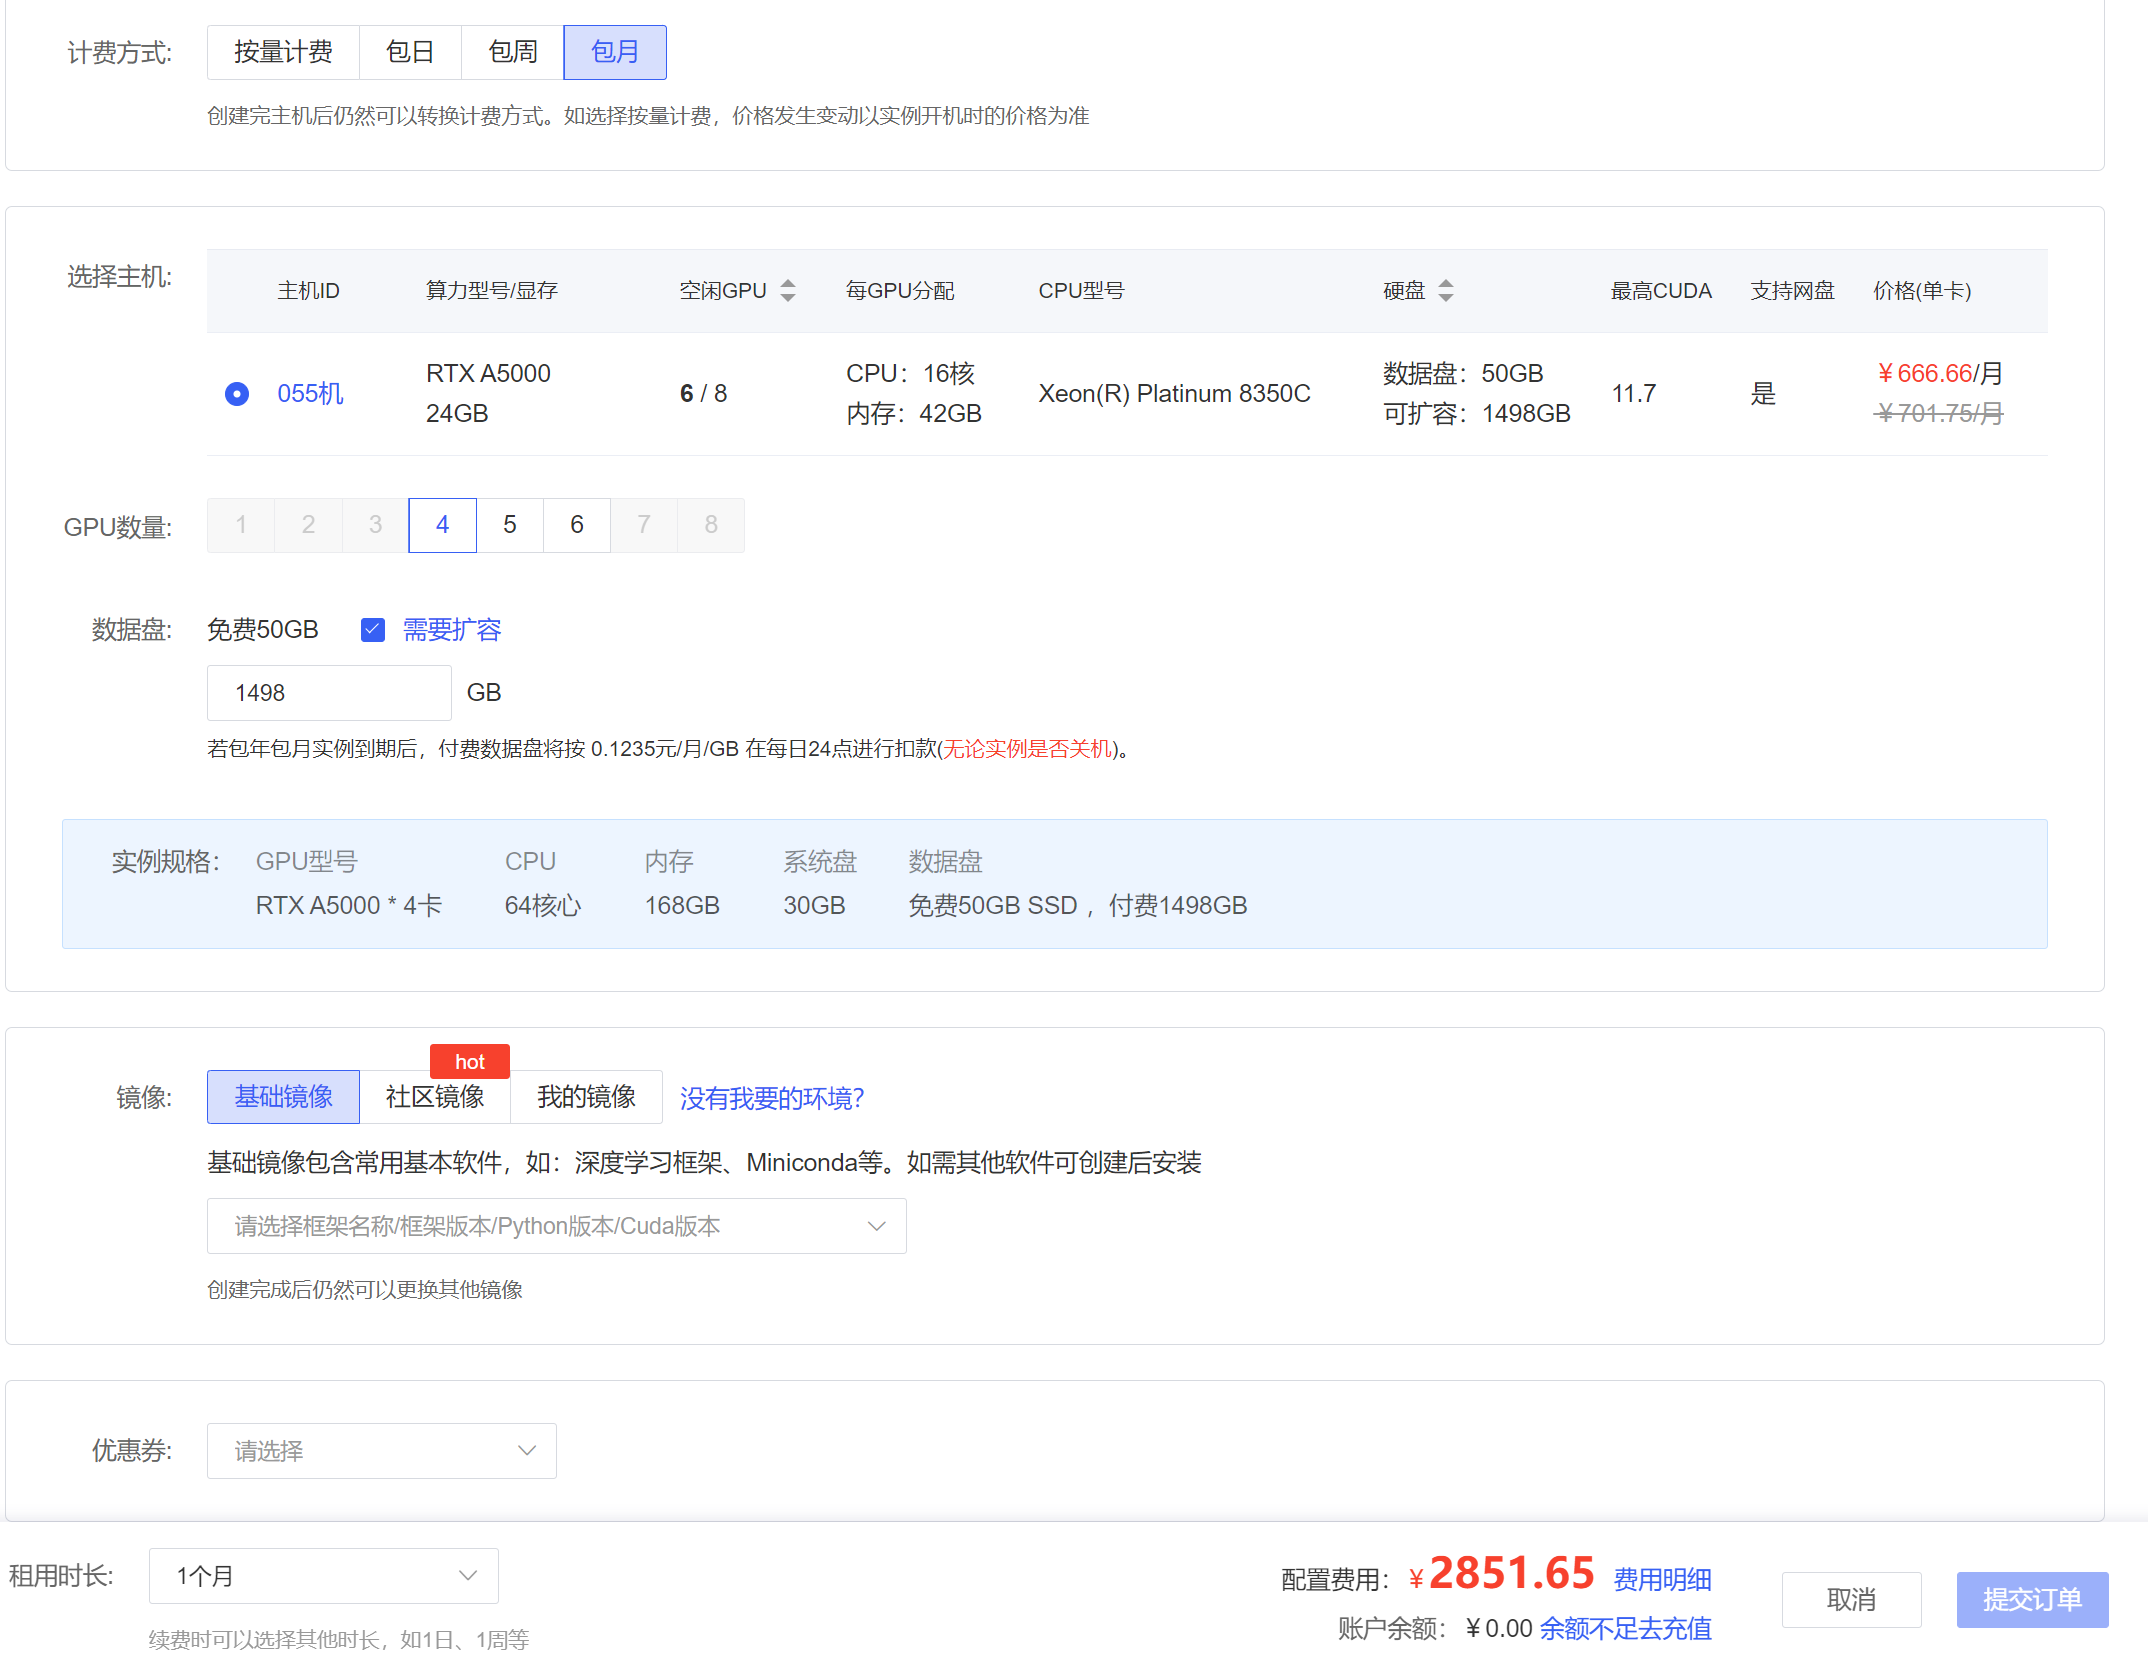 计费方式: 按量计费 包日 包周 包月
创建完主机后仍然可以转换计费方式。如选择按量计费，价格发生变动以实例开机时的价格为准
选择主机: 主机ID 算力型号/显存 空闲GPU 每GPU分配 CPU型号 硬盘 最高CUDA 支持网盘 价格(单卡)
RTX A5000 CPU：16核 数据盘：50GB ￥666.66/月
055机 6 / 8 Xeon(R) Platinum 8350C 11.7 是
24GB 内存：42GB 可扩容：1498GB ￥701.75/月
GPU数量: 1 2 3 4 5 6 7 8
数据盘: 免费50GB 需要扩容
1498 GB
若包年包月实例到期后，付费数据盘将按 0.1235元/月/GB 在每日24点进行扣款(无论实例是否关机)。
实例规格： GPU型号 CPU 内存 系统盘 数据盘
RTX A5000 * 4卡 64核心 168GB 30GB 免费50GB SSD ，付费1498GB
hot
镜像: 基础镜像 社区镜像 我的镜像 没有我要的环境?
基础镜像包含常用基本软件，如：深度学习框架、Miniconda等。如需其他软件可创建后安装
请选择框架名称/框架版本/Python版本/Cuda版本
创建完成后仍然可以更换其他镜像
优惠券: 请选择
租用时长: 1个月
续费时可以选择其他时长，如1日、1周等
配置费用：￥2851.65 费用明细
账户余额：￥0.00 余额不足去充值
取消 提交订单